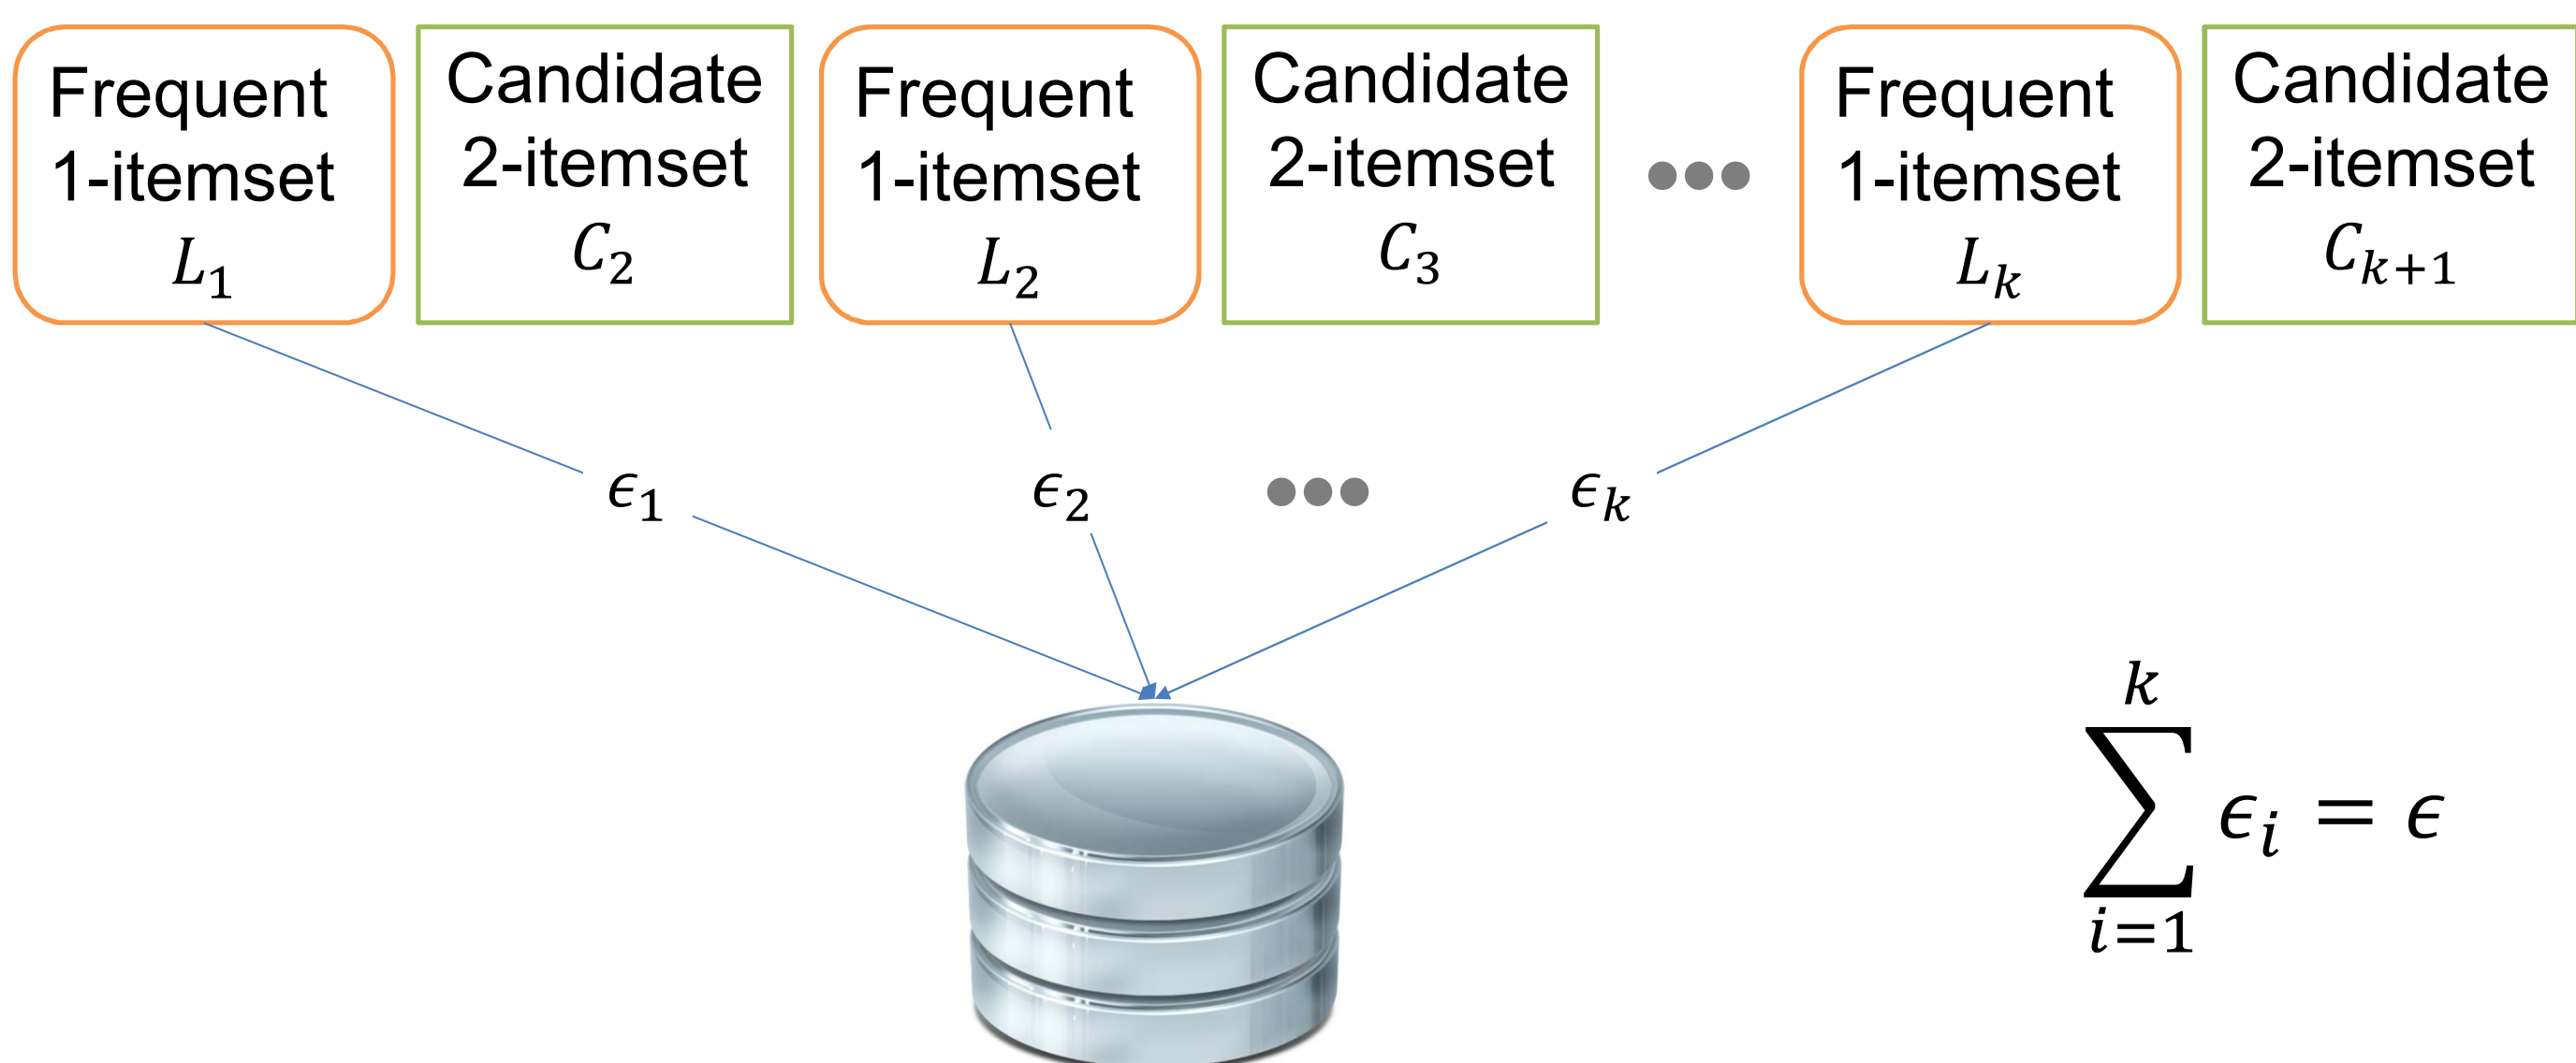 Frequent
1-itemset
L₁
Candidate
2-itemset
C₂
Frequent
1-itemset
L₂
Candidate
2-itemset
C₃
•••
Frequent
1-itemset
Lₖ
Candidate
2-itemset
Cₖ₊₁
ϵ₁
ϵ₂
•••
ϵₖ
k
∑ ϵᵢ = ϵ
i=1